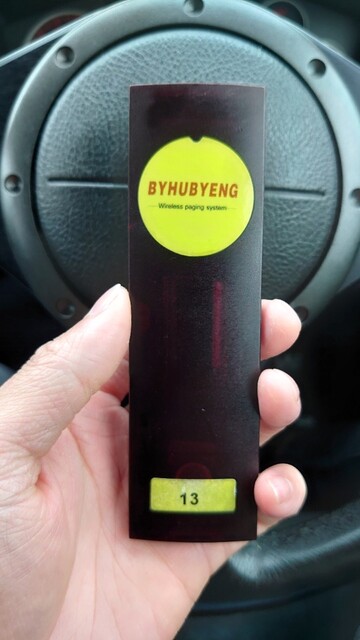 BYHUBYENG
Wireless paging system
13